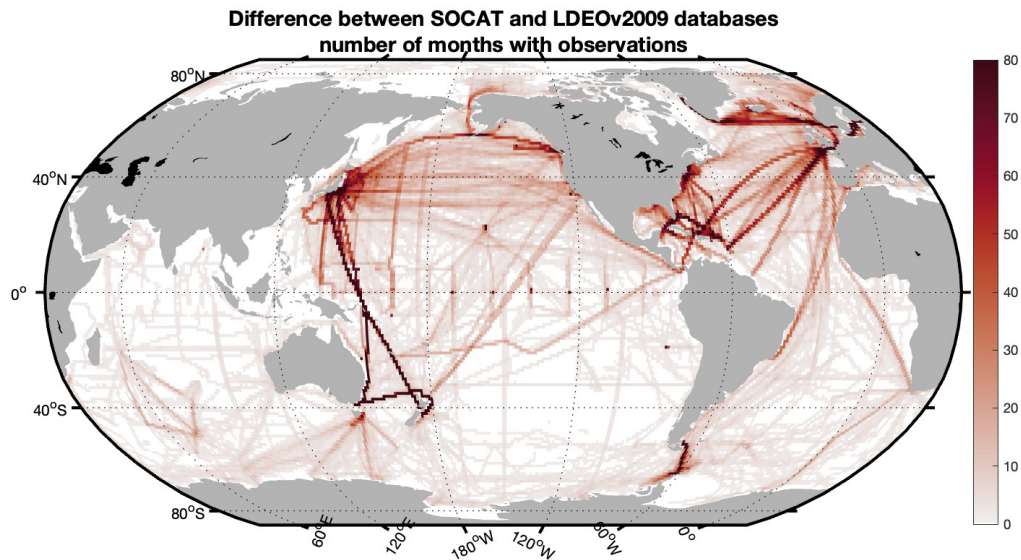 Difference between SOCAT and LDEOv2009 databases
number of months with observations
80°N
40°N
0°
40°S
80°S
60°E
120°E
180°W
120°W
60°W
0°
80
70
60
50
40
30
20
10
0